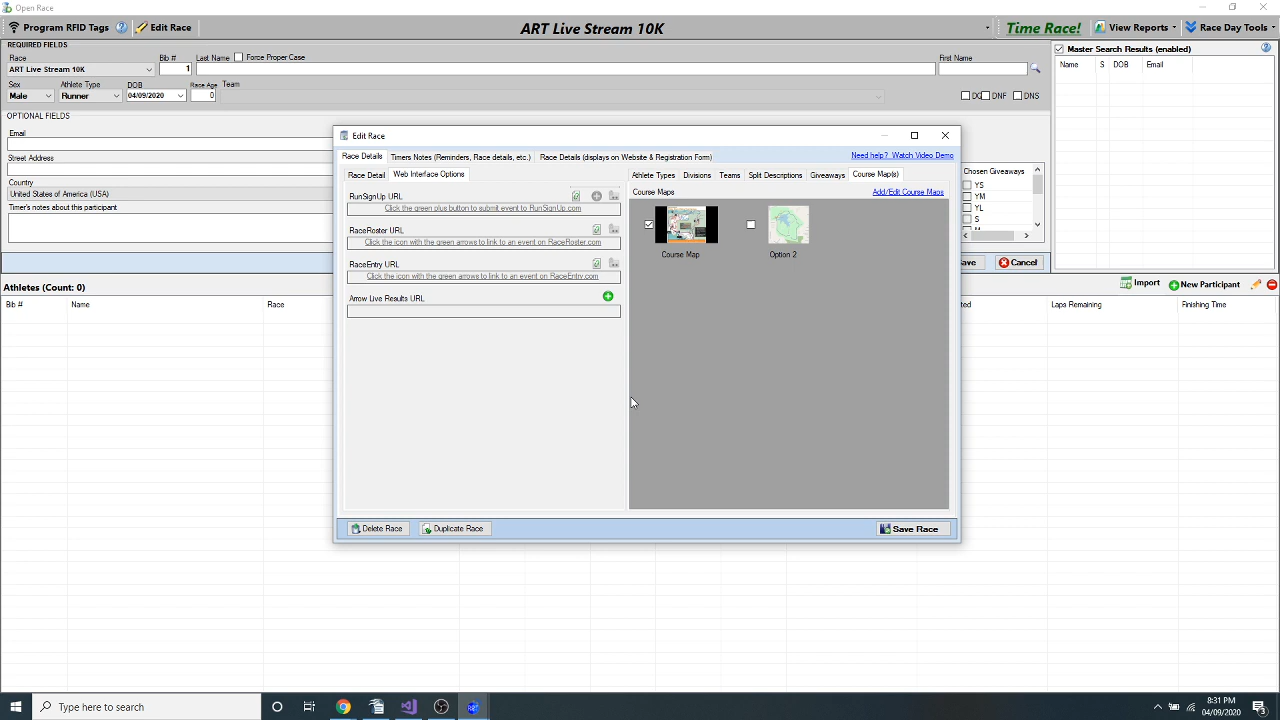 Open Race
Program RFID Tags
Edit Race
ART Live Stream 10K
Time Race!
View Reports
Race Day Tools
REQUIRED FIELDS
Race
Bib #
Last Name
Force Proper Case
First Name
ART Live Stream 10K
1
Sex
Athlete Type
DOB
Race Age
Team
Male
Runner
04/09/2020
0
DNF
DNS
Master Search Results (enabled)
Name
S
DOB
Email
OPTIONAL FIELDS
Email
Street Address
Country
United States of America (USA)
Timer's notes about this participant
Chosen Giveaways
YS
YM
YL
S
Cancel
Edit Race
Race Details
Timers Notes (Reminders, Race details, etc.)
Race Details (displays on Website & Registration Form)
Need help? Watch Video Demo
Race Detail
Web Interface Options
Athlete Types
Divisions
Teams
Split Descriptions
Giveaways
Course Map(s)
RunSignUp URL
Click the green plus button to submit event to RunSignUp.com
RaceRoster URL
Click the icon with the green arrows to link to an event on RaceRoster.com
RaceEntry URL
Click the icon with the green arrows to link to an event on RaceEntry.com
Arrow Live Results URL
Course Maps
Add/Edit Course Maps
Course Map
Option 2
Delete Race
Duplicate Race
Save Race
Athletes (Count: 0)
Import
New Participant
Bib #
Name
Race
Laps Remaining
Finishing Time
Type here to search
8:31 PM
04/09/2020
3